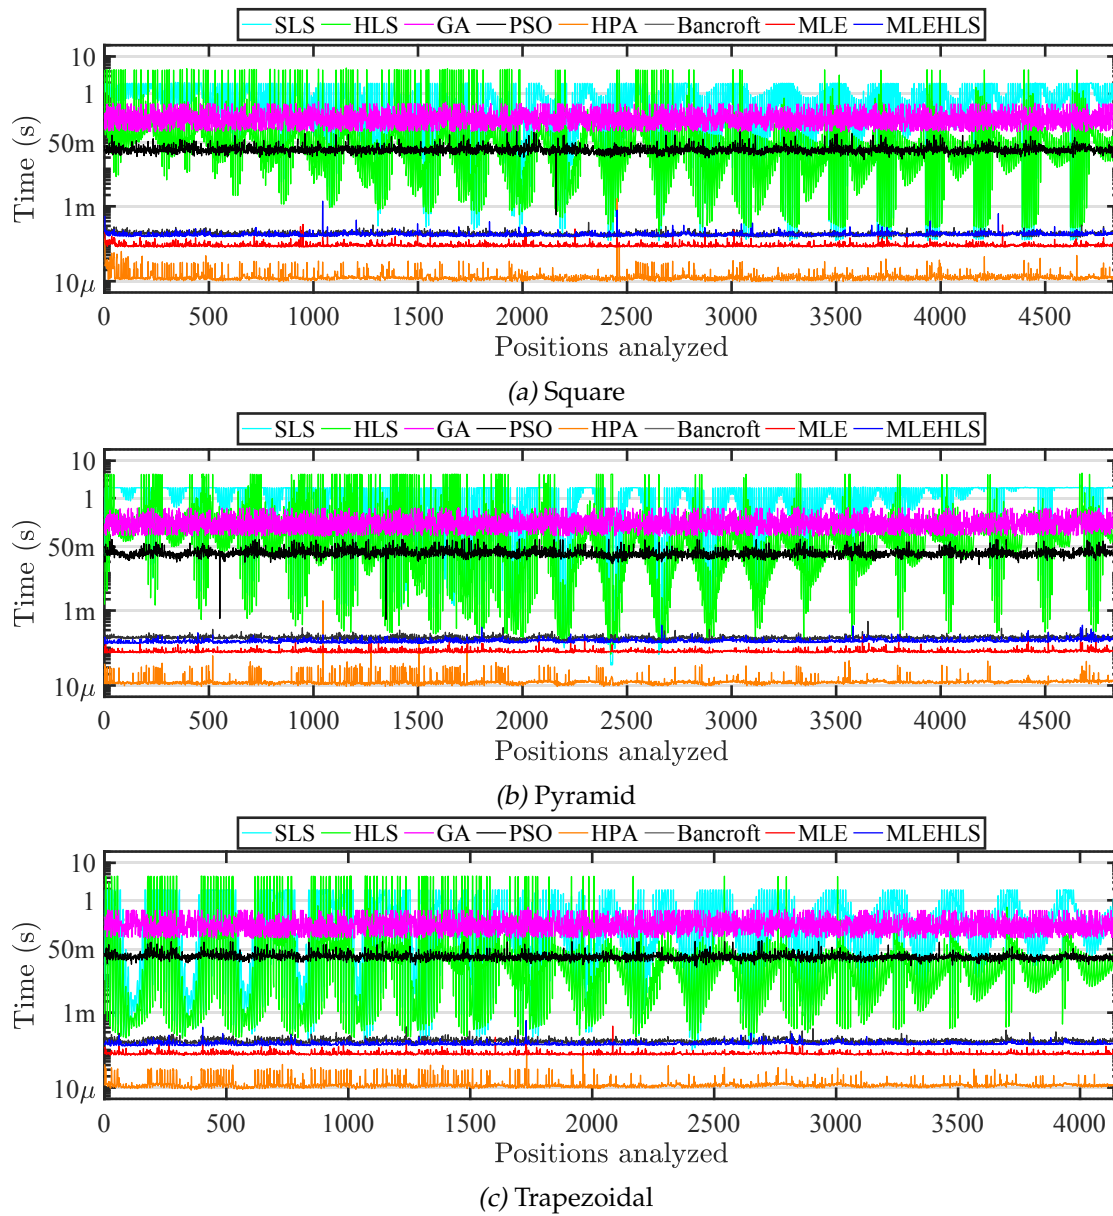 SLS HLS GA PSO HPA Bancroft MLE MLEHLS
10
1
50m
1m
10μ
Time (s)
0 500 1000 1500 2000 2500 3000 3500 4000 4500
Positions analyzed
(a) Square
SLS HLS GA PSO HPA Bancroft MLE MLEHLS
10
1
50m
1m
10μ
Time (s)
0 500 1000 1500 2000 2500 3000 3500 4000 4500
Positions analyzed
(b) Pyramid
SLS HLS GA PSO HPA Bancroft MLE MLEHLS
10
1
50m
1m
10μ
Time (s)
0 500 1000 1500 2000 2500 3000 3500 4000
Positions analyzed
(c) Trapezoidal